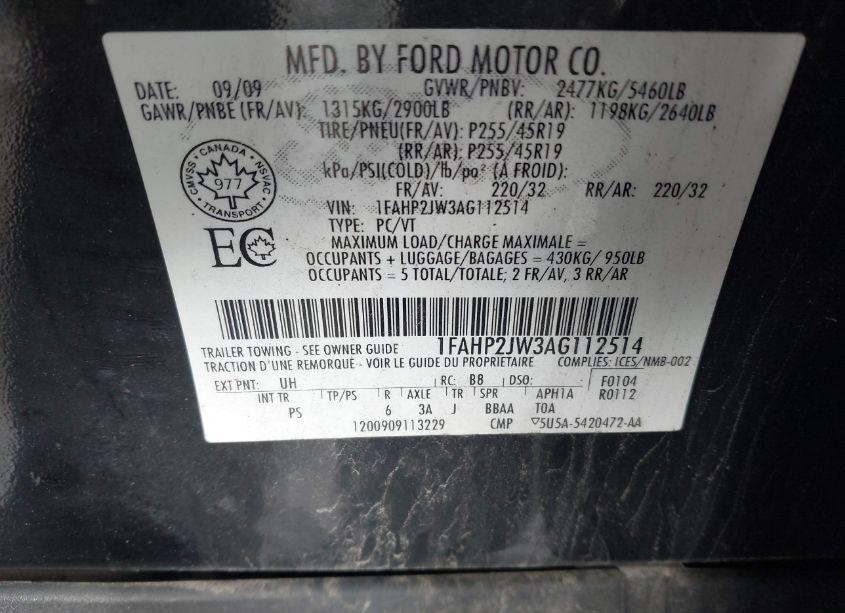 MFD. BY FORD MOTOR CO.
DATE: 09/09 GVWR/PNBV: 2477KG/5460LB
GAWR/PNBE (FR/AV): 1315KG/2900LB (RR/AR): 1198KG/2640LB
TIRE/PNEU(FR/AV): P255/45R19
(RR/AR): P255/45R19
kPa/PSI(COLD)/lb/po² (A FROID):
FR/AV: 220/32 RR/AR: 220/32
CANADA
CMVSS 977 NSVAC
TRANSPORT
VIN: 1FAHP2JW3AG112514
TYPE: PC/VT
EC
MAXIMUM LOAD/CHARGE MAXIMALE =
OCCUPANTS + LUGGAGE/BAGAGES = 430KG/ 950LB
OCCUPANTS = 5 TOTAL/TOTALE; 2 FR/AV, 3 RR/AR
TRAILER TOWING - SEE OWNER GUIDE 1FAHP2JW3AG112514
TRACTION D'UNE REMORQUE - VOIR LE GUIDE DU PROPRIETAIRE COMPLIES: ICES/NMB-002
EXT PNT: UH RC: B8 DSO: F0104
INT TR TP/PS R AXLE TR SPR APH1A R0112
PS 6 3A J BBAA T0A
1200909113229 CMP ▽5U5A-5420472-AA